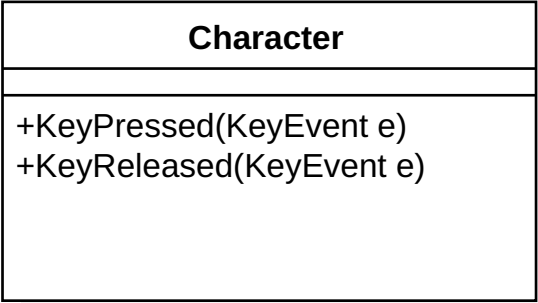 Character
+KeyPressed(KeyEvent e)
+KeyReleased(KeyEvent e)